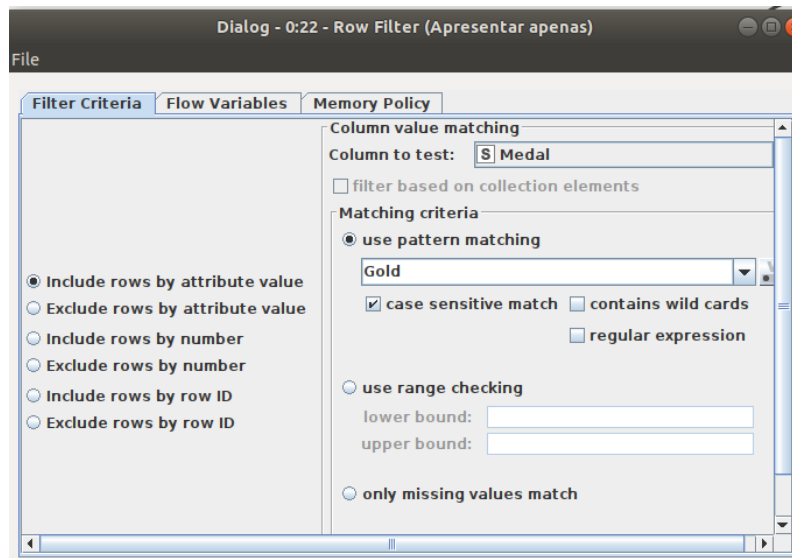 Dialog - 0:22 - Row Filter (Apresentar apenas)
File
Filter Criteria
Flow Variables
Memory Policy
Include rows by attribute value
Exclude rows by attribute value
Include rows by number
Exclude rows by number
Include rows by row ID
Exclude rows by row ID
Column value matching
Column to test: S Medal
filter based on collection elements
Matching criteria
use pattern matching
Gold
case sensitive match contains wild cards
regular expression
use range checking
lower bound:
upper bound:
only missing values match